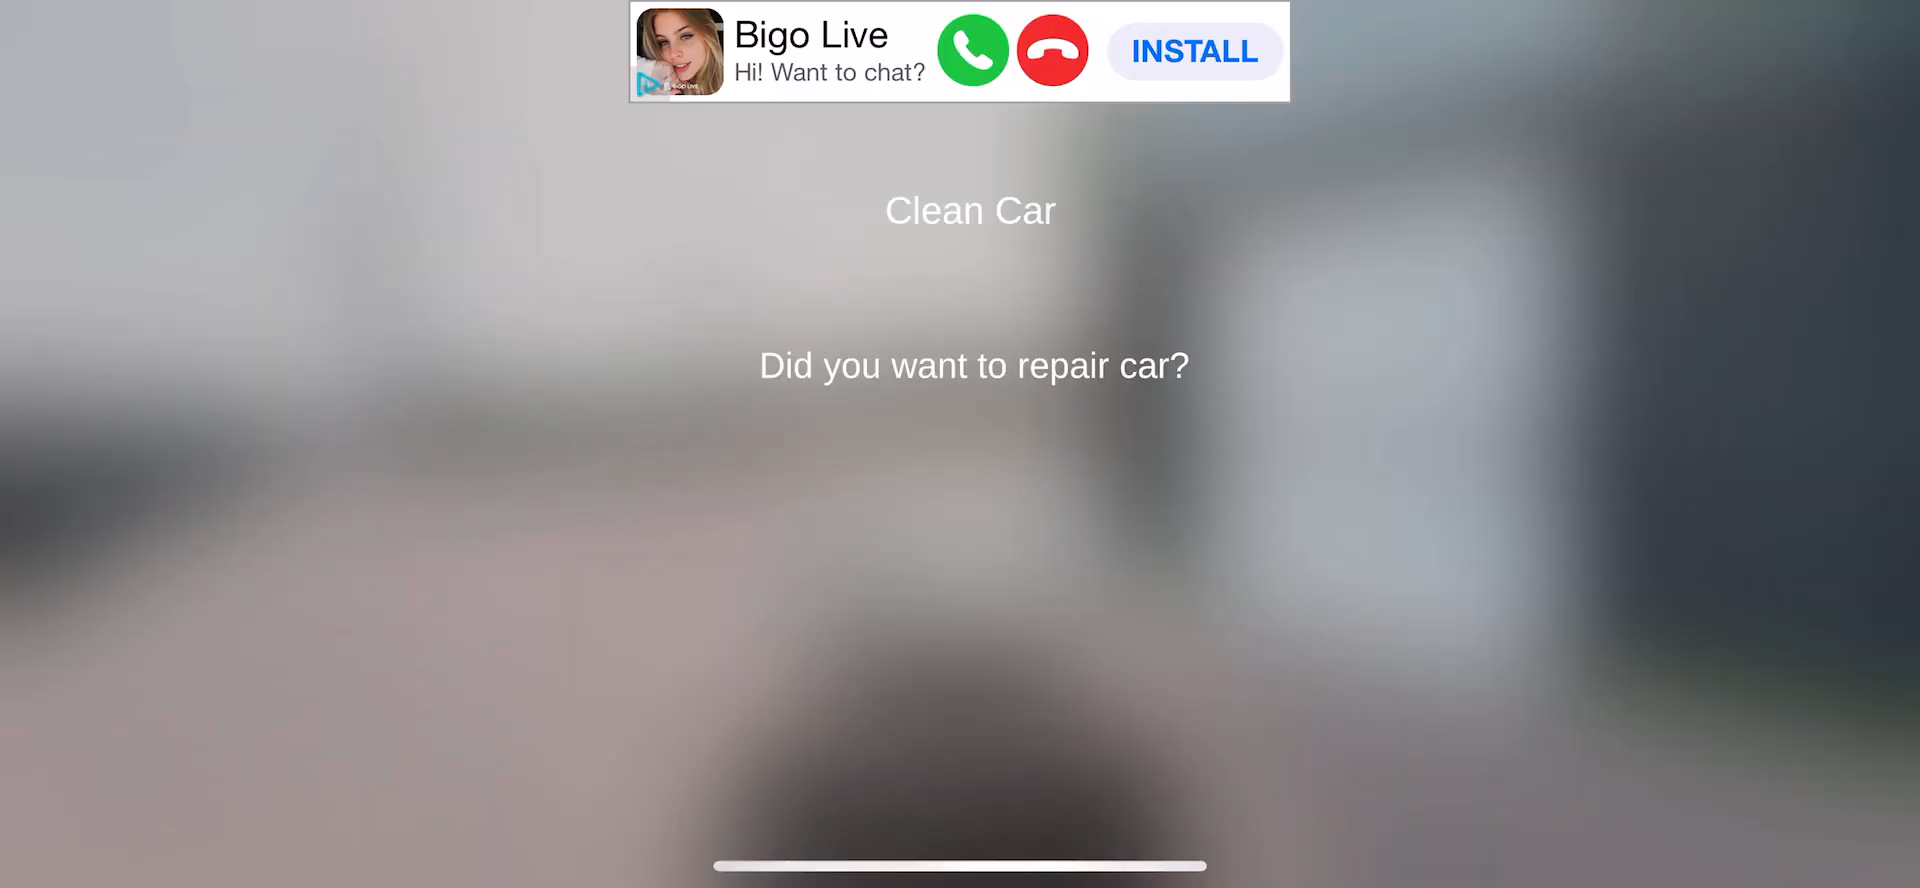 Bigo Live
Hi! Want to chat?
INSTALL
Clean Car
Did you want to repair car?